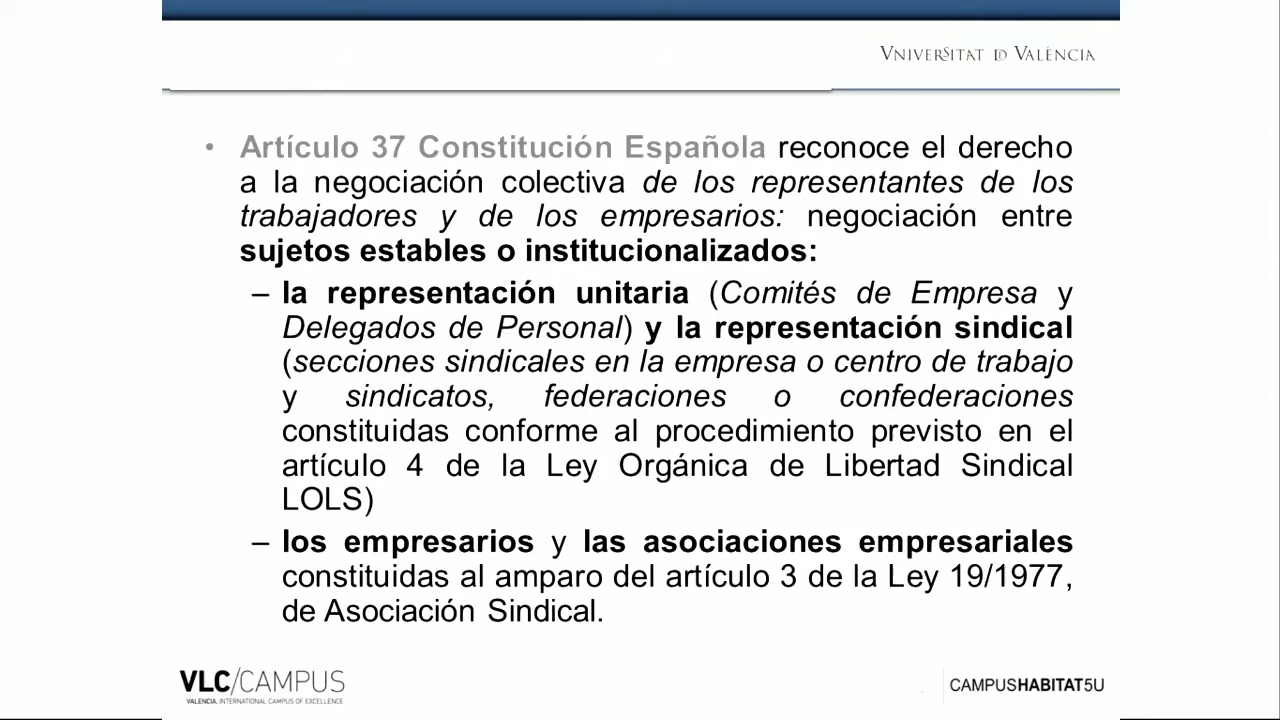 VNIVERSITAT DD VALÈNCIA
• Artículo 37 Constitución Española reconoce el derecho
a la negociación colectiva de los representantes de los
trabajadores y de los empresarios: negociación entre
sujetos estables o institucionalizados:
– la representación unitaria (Comités de Empresa y
Delegados de Personal) y la representación sindical
(secciones sindicales en la empresa o centro de trabajo
y sindicatos, federaciones o confederaciones
constituidas conforme al procedimiento previsto en el
artículo 4 de la Ley Orgánica de Libertad Sindical
LOLS)
– los empresarios y las asociaciones empresariales
constituidas al amparo del artículo 3 de la Ley 19/1977,
de Asociación Sindical.
VLC/CAMPUS
VALENCIA. INTERNATIONAL CAMPUS OF EXCELLENCE
CAMPUSHABITAT5U